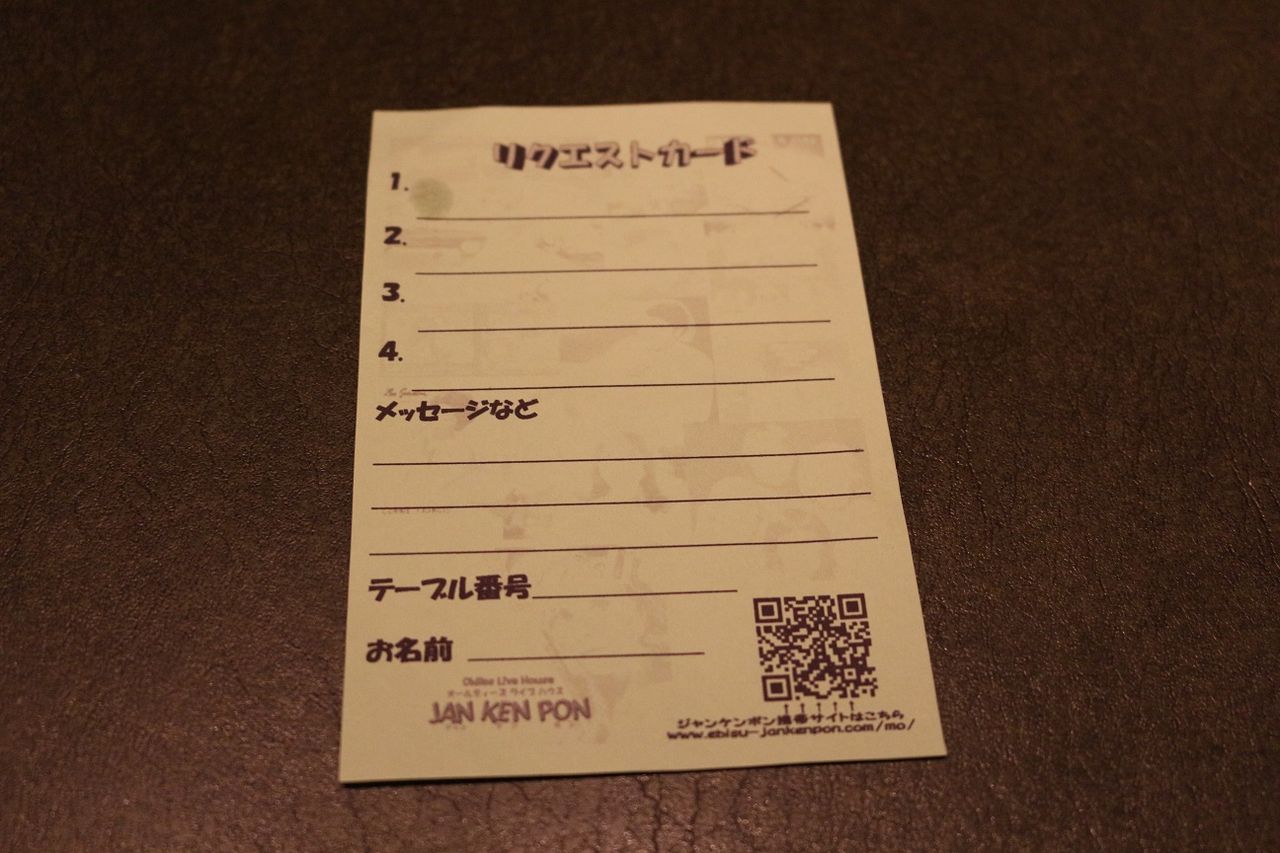 リクエストカード
1.
2.
3.
4.
メッセージなど
テーブル番号
お名前
Oldies Live House
オールディーズ ライブ ハウス
JAN KEN PON
ジャンケンポン携帯サイトはこちら
www.ebisu-jankenpon.com/mo/